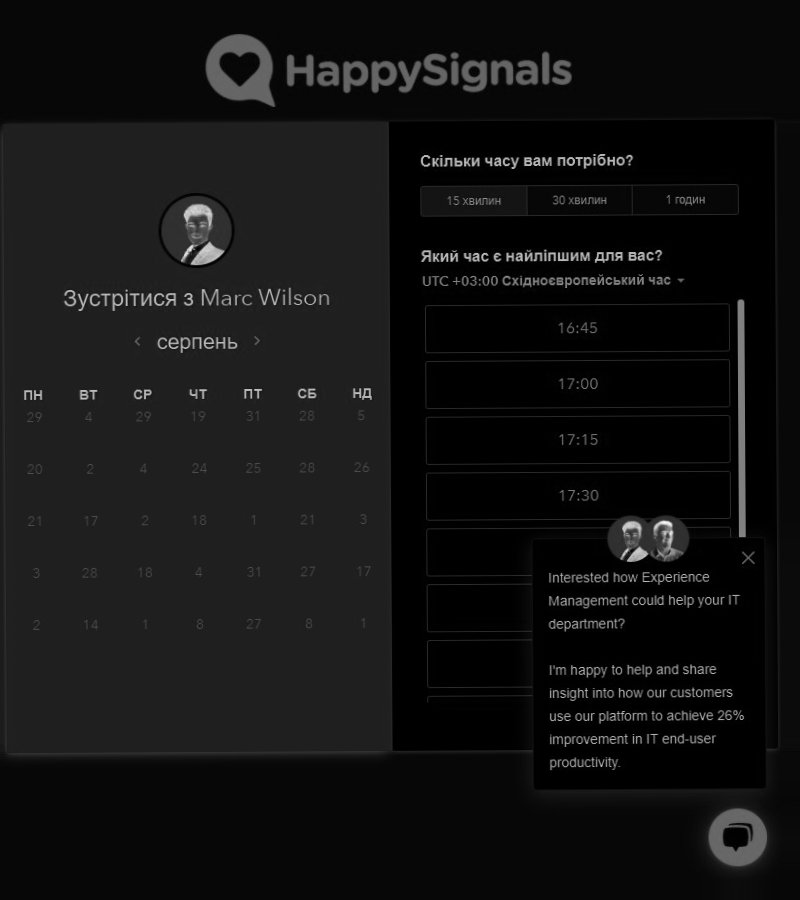 HappySignals
Зустрітися з Marc Wilson
серпень
ПН ВТ СР ЧТ ПТ СБ НД
29 4 29 19 31 28 5
20 2 4 24 25 28 26
21 17 2 18 1 21 3
3 28 18 4 31 27 17
2 14 1 8 27 8 1
Скільки часу вам потрібно?
15 хвилин 30 хвилин 1 годин
Який час є найліпшим для вас?
UTC +03:00 Східноєвропейський час
16:45
17:00
17:15
17:30
Interested how Experience
Management could help your IT
department?
I'm happy to help and share
insight into how our customers
use our platform to achieve 26%
improvement in IT end-user
productivity.